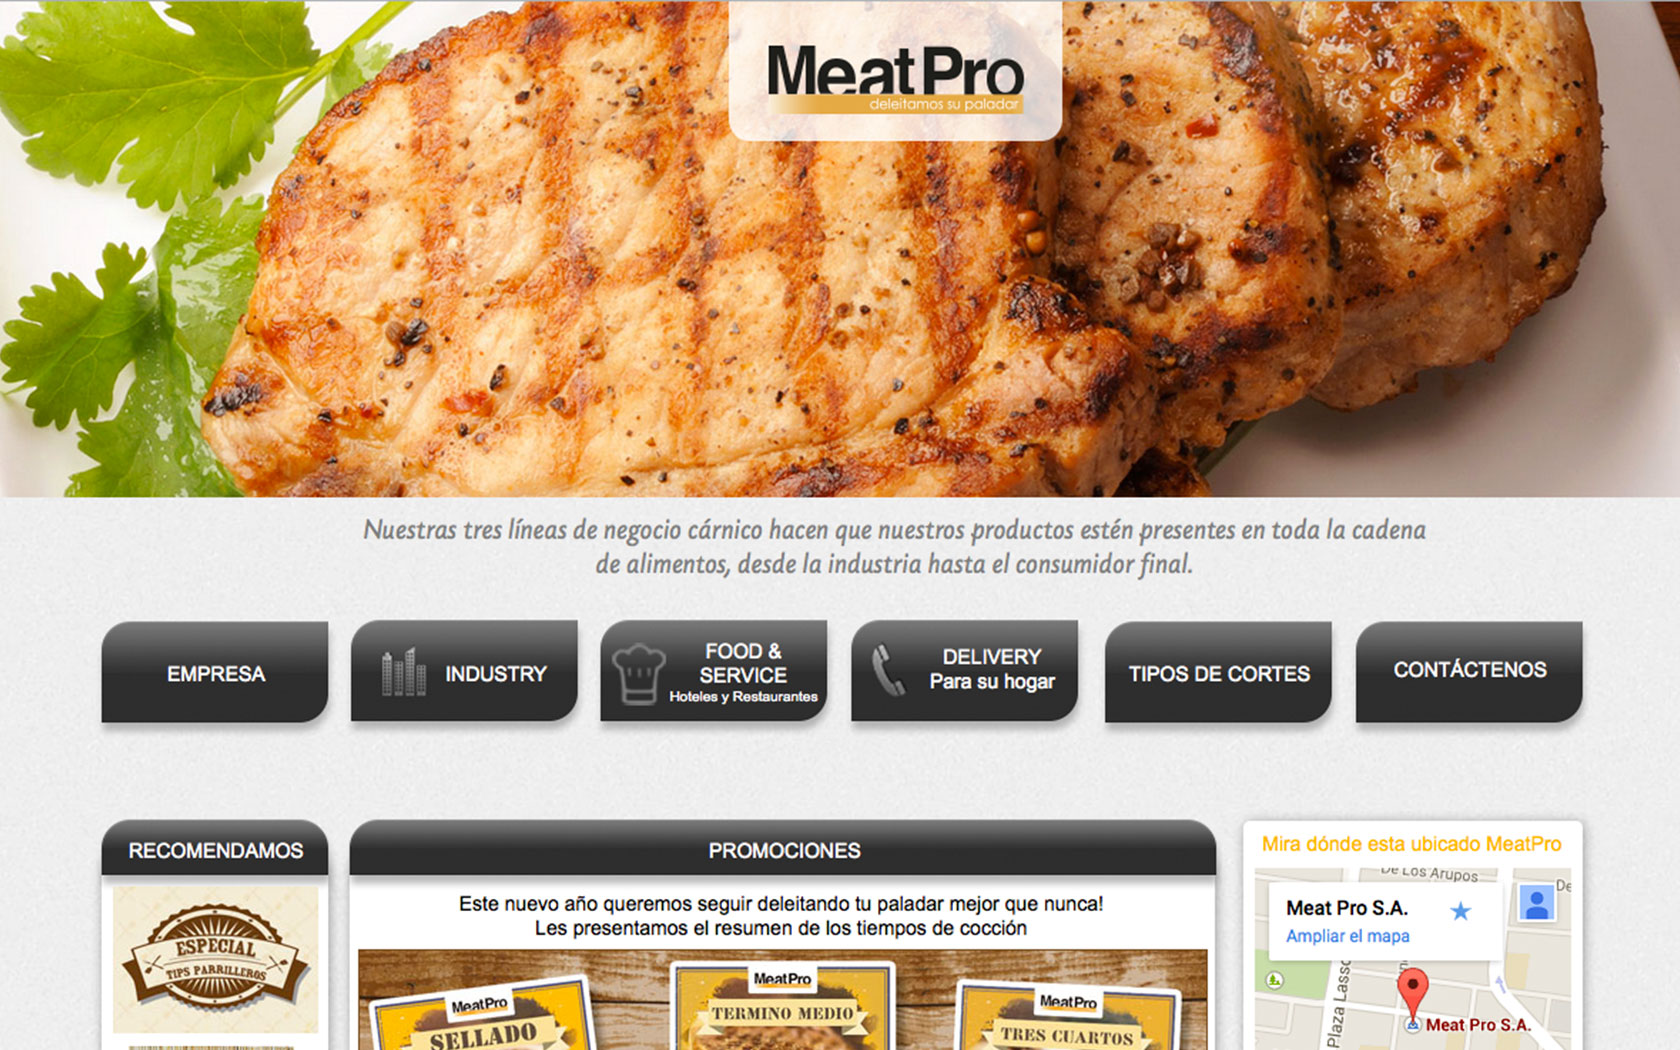 MeatPro
deleitamos su paladar
Nuestras tres líneas de negocio cárnico hacen que nuestros productos estén presentes en toda la cadena
de alimentos, desde la industria hasta el consumidor final.
EMPRESA
INDUSTRY
FOOD &
SERVICE
Hoteles y Restaurantes
DELIVERY
Para su hogar
TIPOS DE CORTES
CONTÁCTENOS
RECOMENDAMOS
ESPECIAL
TIPS PARRILLEROS
PROMOCIONES
Este nuevo año queremos seguir deleitando tu paladar mejor que nunca!
Les presentamos el resumen de los tiempos de cocción
MeatPro
SELLADO
MeatPro
TERMINO MEDIO
MeatPro
TRES CUARTOS
Mira dónde esta ubicado MeatPro
De Los Arupos
De
Meat Pro S.A.
Ampliar el mapa
Plaza Lasso
Meat Pro S.A.